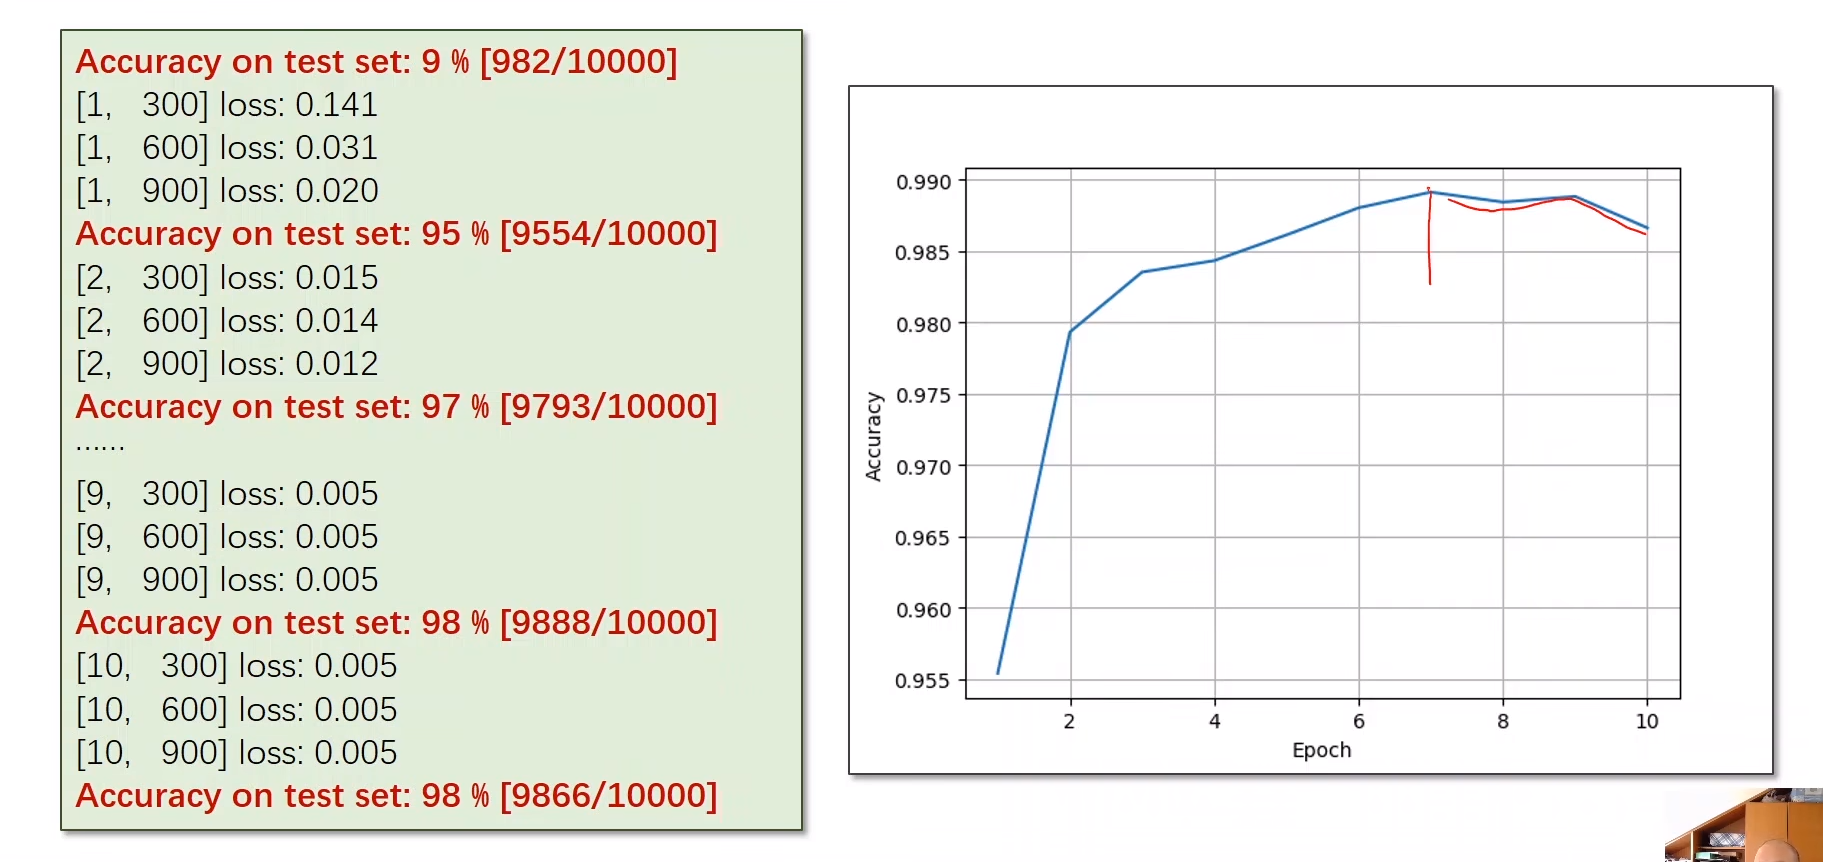 Accuracy on test set: 9 % [982/10000]
[1, 300] loss: 0.141
[1, 600] loss: 0.031
[1, 900] loss: 0.020
Accuracy on test set: 95 % [9554/10000]
[2, 300] loss: 0.015
[2, 600] loss: 0.014
[2, 900] loss: 0.012
Accuracy on test set: 97 % [9793/10000]
......
[9, 300] loss: 0.005
[9, 600] loss: 0.005
[9, 900] loss: 0.005
Accuracy on test set: 98 % [9888/10000]
[10, 300] loss: 0.005
[10, 600] loss: 0.005
[10, 900] loss: 0.005
Accuracy on test set: 98 % [9866/10000]
0.990
0.985
0.980
0.975
0.970
0.965
0.960
0.955
Accuracy
2 4 6 8 10
Epoch